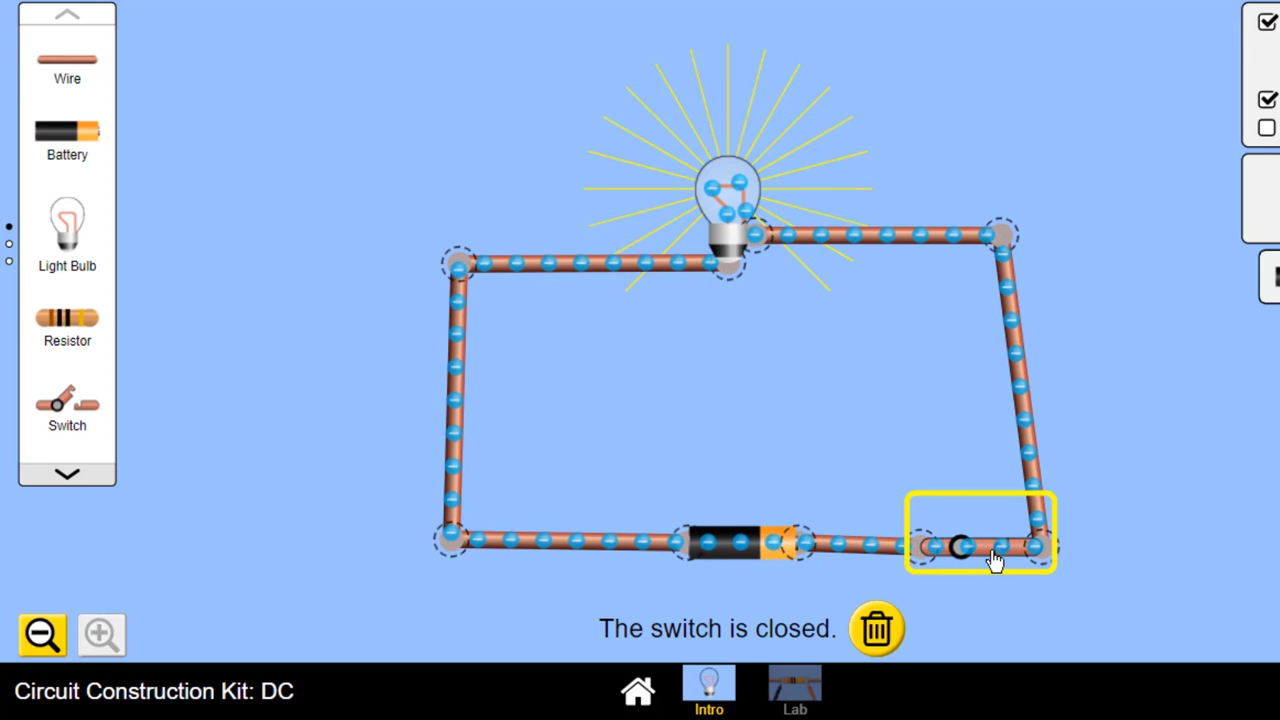 Wire
Battery
Light Bulb
Resistor
Switch
The switch is closed.
Circuit Construction Kit: DC
Intro
Lab